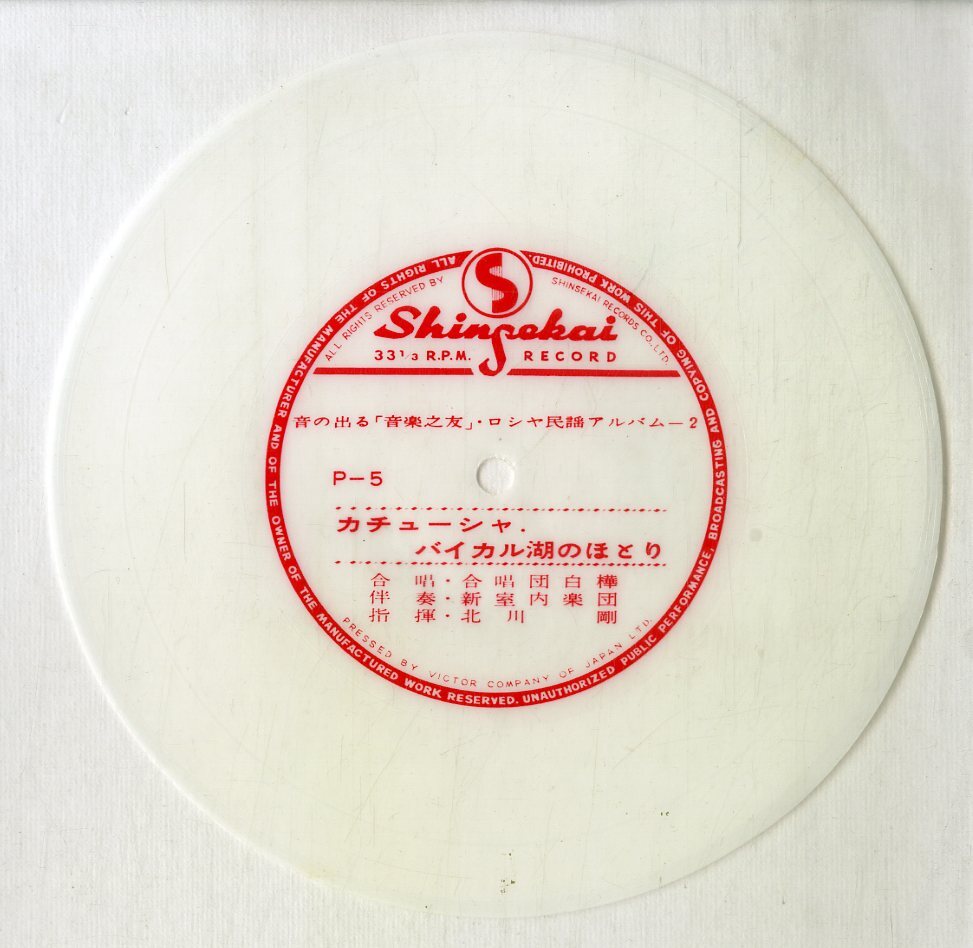 ALL RIGHTS OF THE MANUFACTURER AND OF THE OWNER OF THE MANUFACTURED WORK RESERVED. UNAUTHORIZED PUBLIC PERFORMANCE, BROADCASTING AND COPYING OF THIS WORK PROHIBITED.
S
ALL RIGHTS RESERVED BY SHINSEKAI RECORDS CO., LTD.
Shinsekai
33 1/3 R.P.M. RECORD
音の出る「音楽之友」・ロシヤ民謡アルバム－2
P－5
カチューシャ．
バイカル湖のほとり
合 唱・合唱団白樺
伴 奏・新室内楽団
指 揮・北川 剛
PRESSED BY VICTOR COMPANY OF JAPAN LTD.